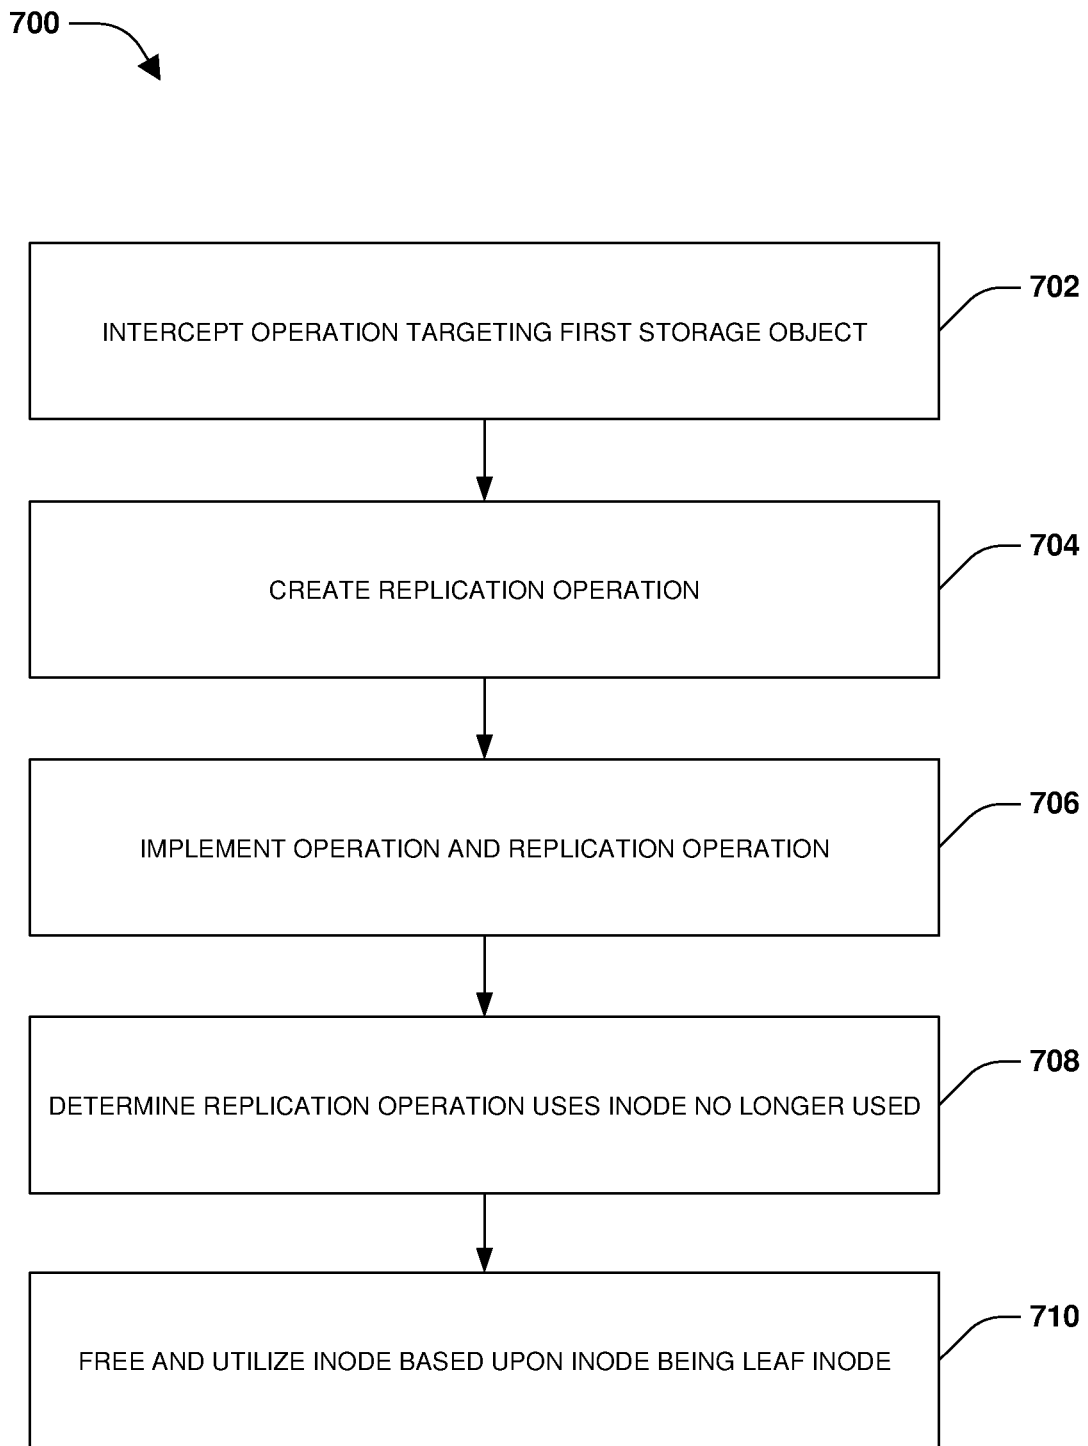 700
INTERCEPT OPERATION TARGETING FIRST STORAGE OBJECT
702
CREATE REPLICATION OPERATION
704
IMPLEMENT OPERATION AND REPLICATION OPERATION
706
DETERMINE REPLICATION OPERATION USES INODE NO LONGER USED
708
FREE AND UTILIZE INODE BASED UPON INODE BEING LEAF INODE
710